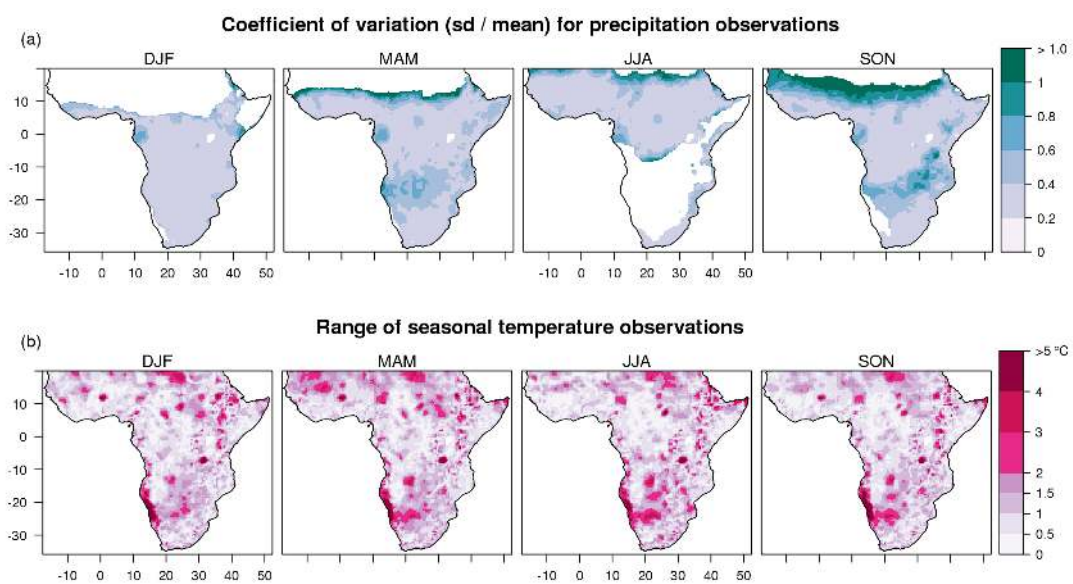 Coefficient of variation (sd / mean) for precipitation observations
(a)
DJF
MAM
JJA
SON
10
0
-10
-20
-30
-10 0 10 20 30 40 50
-10 0 10 20 30 40 50
> 1.0
1
0.8
0.6
0.4
0.2
0
Range of seasonal temperature observations
(b)
DJF
MAM
JJA
SON
10
0
-10
-20
-30
-10 0 10 20 30 40 50
-10 0 10 20 30 40 50
>5 °C
4
3
2
1.5
1
0.5
0